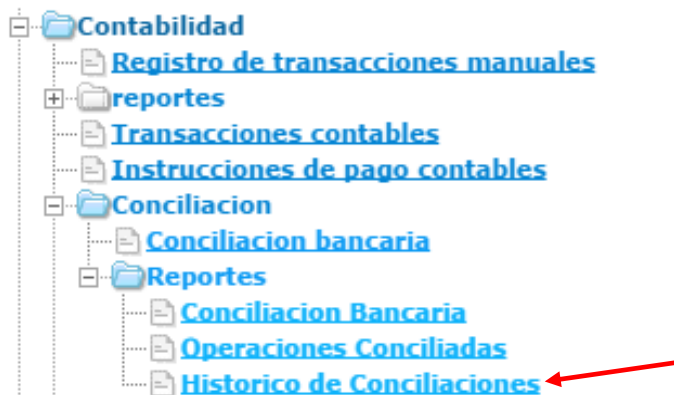 Contabilidad
Registro de transacciones manuales
reportes
Transacciones contables
Instrucciones de pago contables
Conciliacion
Conciliacion bancaria
Reportes
Conciliacion Bancaria
Operaciones Conciliadas
Historico de Conciliaciones